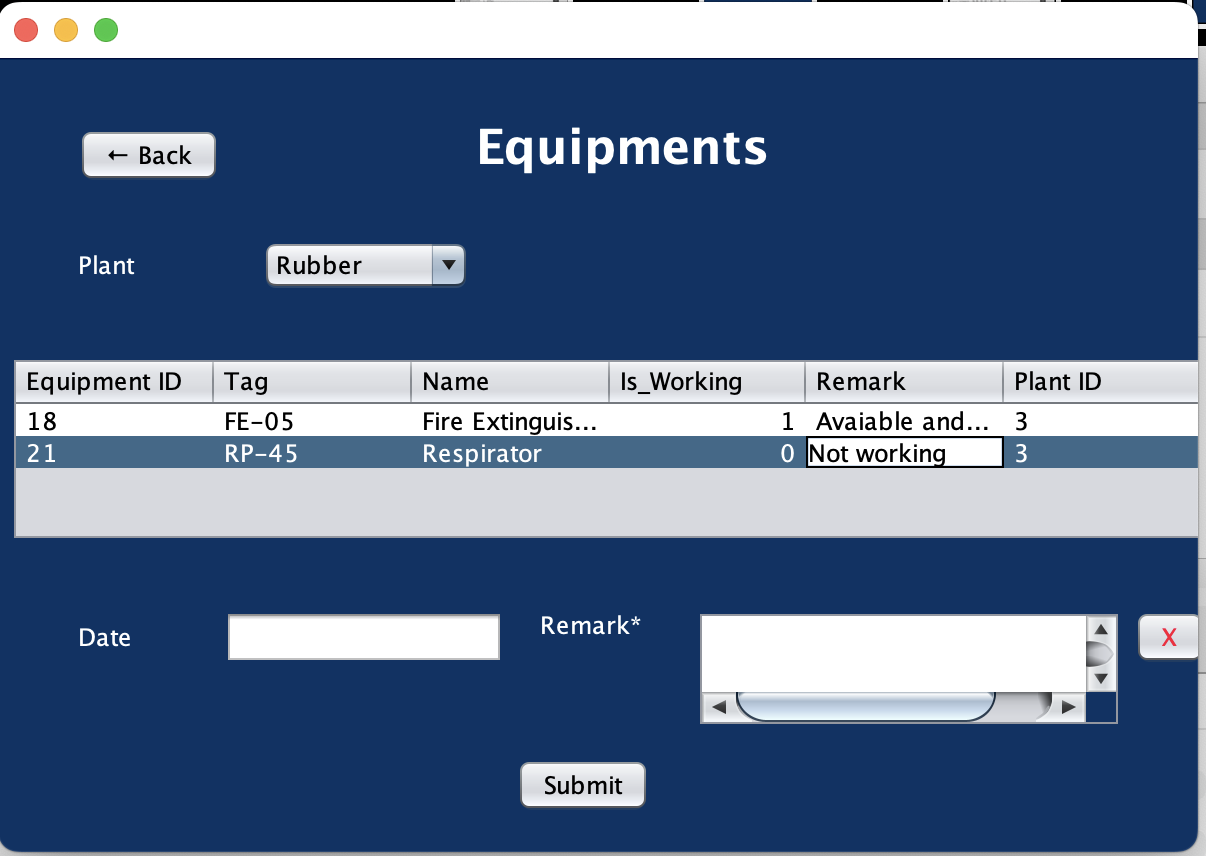 ← Back
Equipments
Plant
Rubber
Equipment ID Tag Name Is_Working Remark Plant ID
18 FE-05 Fire Extinguis... 1 Avaiable and... 3
21 RP-45 Respirator 0 Not working 3
Date
Remark*
X
Submit